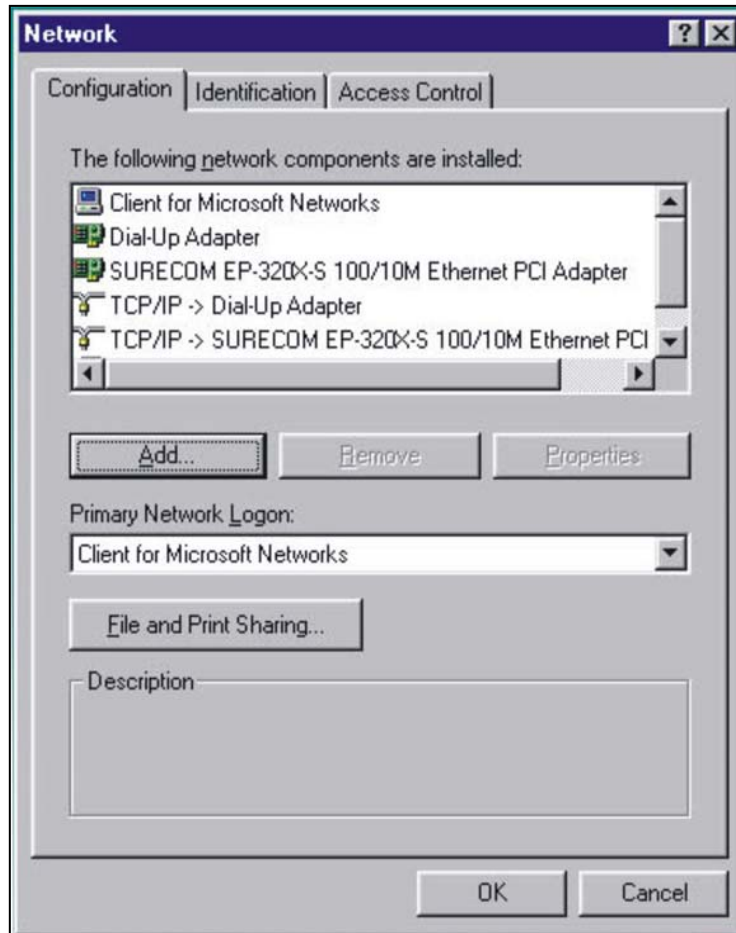 Network
Configuration Identification Access Control
The following network components are installed:
Client for Microsoft Networks
Dial-Up Adapter
SURECOM EP-320X-S 100/10M Ethernet PCI Adapter
TCP/IP -> Dial-Up Adapter
TCP/IP -> SURECOM EP-320X-S 100/10M Ethernet PCI
Add... Remove Properties
Primary Network Logon:
Client for Microsoft Networks
File and Print Sharing...
Description
OK Cancel